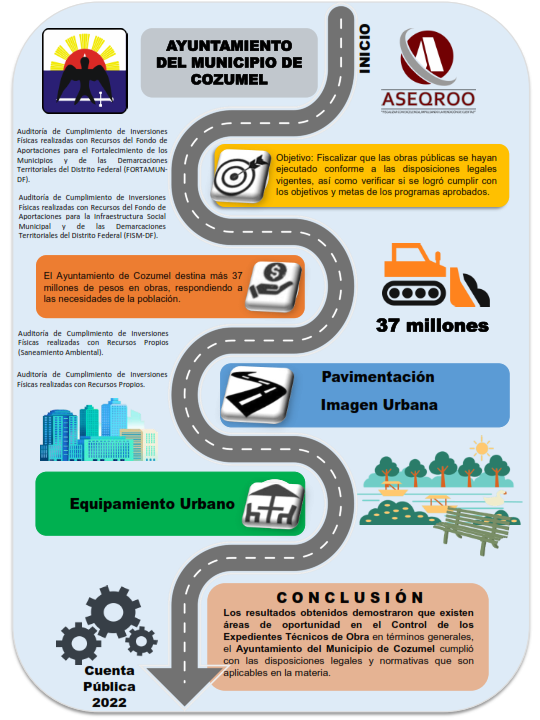 AYUNTAMIENTO
DEL MUNICIPIO DE
COZUMEL
INICIO
ASEQROO
Auditoría de Cumplimiento de Inversiones
Físicas realizadas con Recursos del Fondo de
Aportaciones para el Fortalecimiento de los
Municipios y de las Demarcaciones
Territoriales del Distrito Federal (FORTAMUN-
DF).
Objetivo: Fiscalizar que las obras públicas se hayan
ejecutado conforme a las disposiciones legales
vigentes, así como verificar si se logró cumplir con
los objetivos y metas de los programas aprobados.
Auditoría de Cumplimiento de Inversiones
Físicas realizadas con Recursos del Fondo de
Aportaciones para la Infraestructura Social
Municipal y de las Demarcaciones
Territoriales del Distrito Federal (FISM-DF).
El Ayuntamiento de Cozumel destina más 37
millones de pesos en obras, respondiendo a
las necesidades de la población.
37 millones
Auditoría de Cumplimiento de Inversiones
Físicas realizadas con Recursos Propios
(Saneamiento Ambiental).
Auditoría de Cumplimiento de Inversiones
Físicas realizadas con Recursos Propios.
Pavimentación
Imagen Urbana
Equipamiento Urbano
CONCLUSIÓN
Los resultados obtenidos demostraron que existen
áreas de oportunidad en el Control de los
Expedientes Técnicos de Obra en términos generales,
el Ayuntamiento del Municipio de Cozumel cumplió
con las disposiciones legales y normativas que son
aplicables en la materia.
Cuenta
Pública
2022